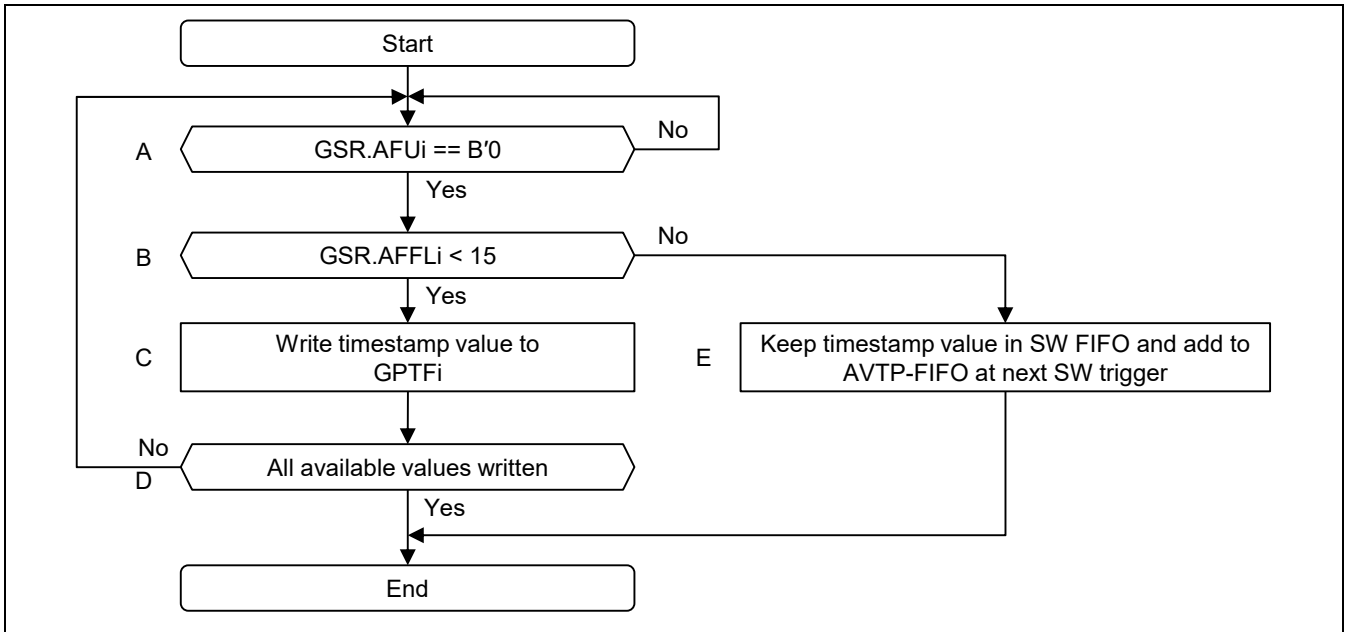 Start
No
A
GSR.AFUi == B′0
Yes
No
B
GSR.AFFLi < 15
Yes
C
Write timestamp value to
GPTFi
E
Keep timestamp value in SW FIFO and add to
AVTP-FIFO at next SW trigger
No
D
All available values written
Yes
End